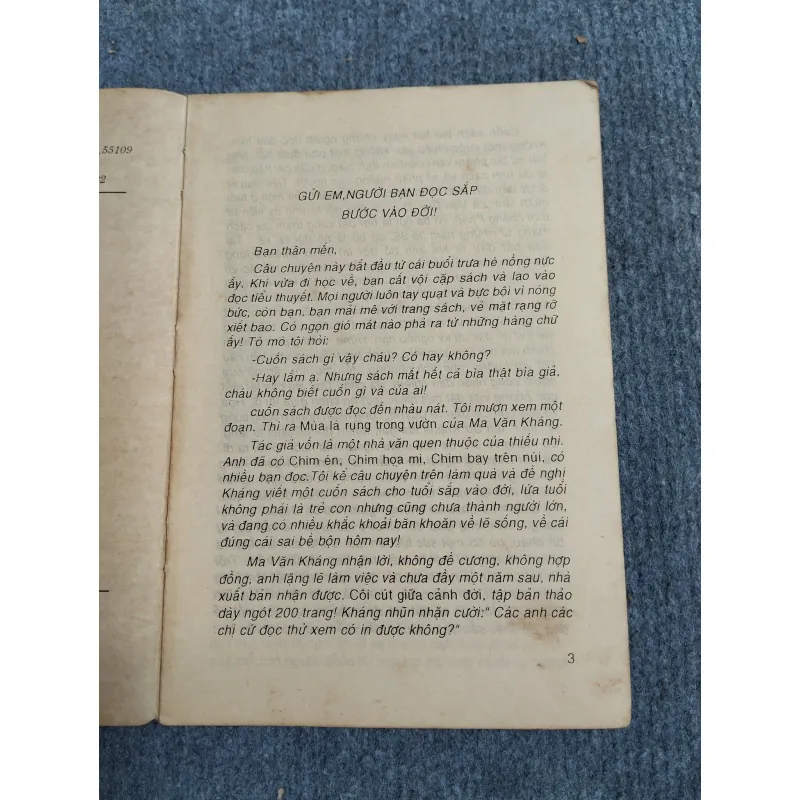 .55109
GỬI EM,NGƯỜI BẠN ĐỌC SẮP
BƯỚC VÀO ĐỜI!
Bạn thân mến,
Câu chuyện này bắt đầu từ cái buổi trưa hè nồng nực
ấy. Khi vừa đi học về, bạn cất vội cặp sách và lao vào
đọc tiểu thuyết. Mọi người luôn tay quạt và bực bội vì nóng
bức, còn bạn, bạn mải mê với trang sách, vẻ mặt rạng rỡ
xiết bao. Có ngọn gió mát nào phả ra từ những hàng chữ
ấy! Tò mò tôi hỏi:
-Cuốn sách gì vậy cháu? Có hay không?
-Hay lắm ạ. Nhưng sách mất hết cả bìa thật bìa giả,
cháu không biết cuốn gì và của ai!
cuốn sách được đọc đến nhàu nát. Tôi mượn xem một
đoạn. Thì ra Mùa lá rụng trong vườn của Ma Văn Kháng.
Tác giả vốn là một nhà văn quen thuộc của thiếu nhi.
Anh đã có Chim én, Chim họa mi, Chim bay trên núi, có
nhiều bạn đọc.Tôi kể câu chuyện trên làm quà và đề nghị
Kháng viết một cuốn sách cho tuổi sắp vào đời, lứa tuổi
không phải là trẻ con nhưng cũng chưa thành người lớn,
và đang có nhiều khắc khoải băn khoăn về lẽ sống, về cái
đúng cái sai bề bộn hôm nay!
Ma Văn Kháng nhận lời, không đề cương, không hợp
đồng, anh lặng lẽ làm việc và chưa đầy một năm sau, nhà
xuất bản nhận được. Côi cút giữa cảnh đời, tập bản thảo
dày ngót 200 trang! Kháng nhũn nhặn cười:" Các anh các
chị cứ đọc thử xem có in được không?"
3